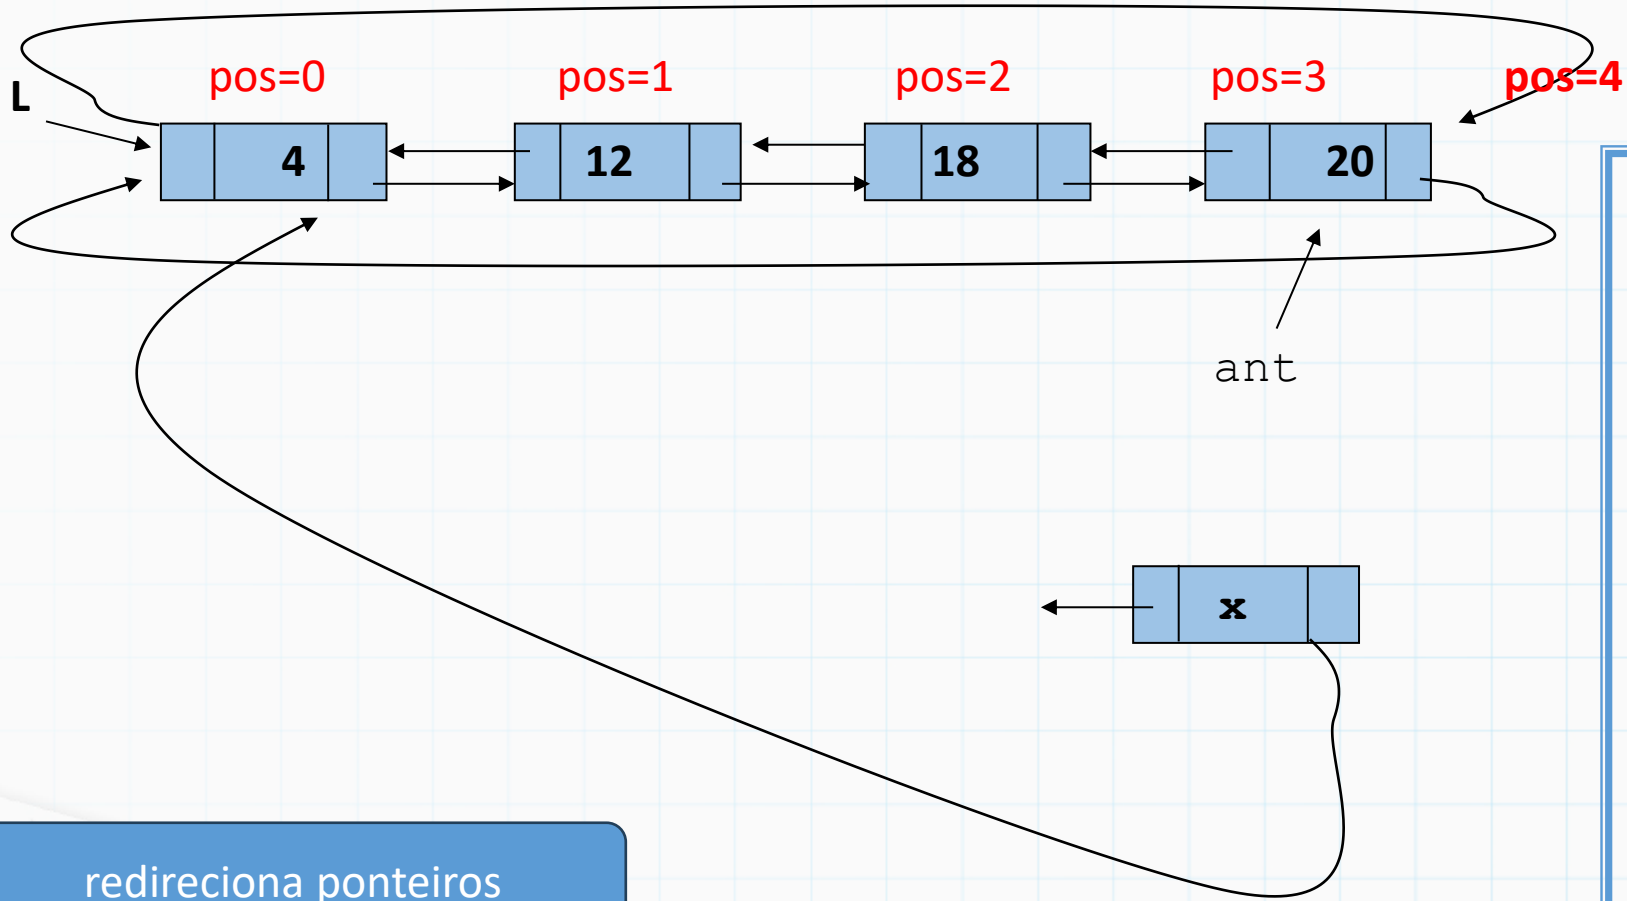 pos=0 pos=1 pos=2 pos=3 pos=4
L
4 12 18 20
ant
x
redireciona ponteiros